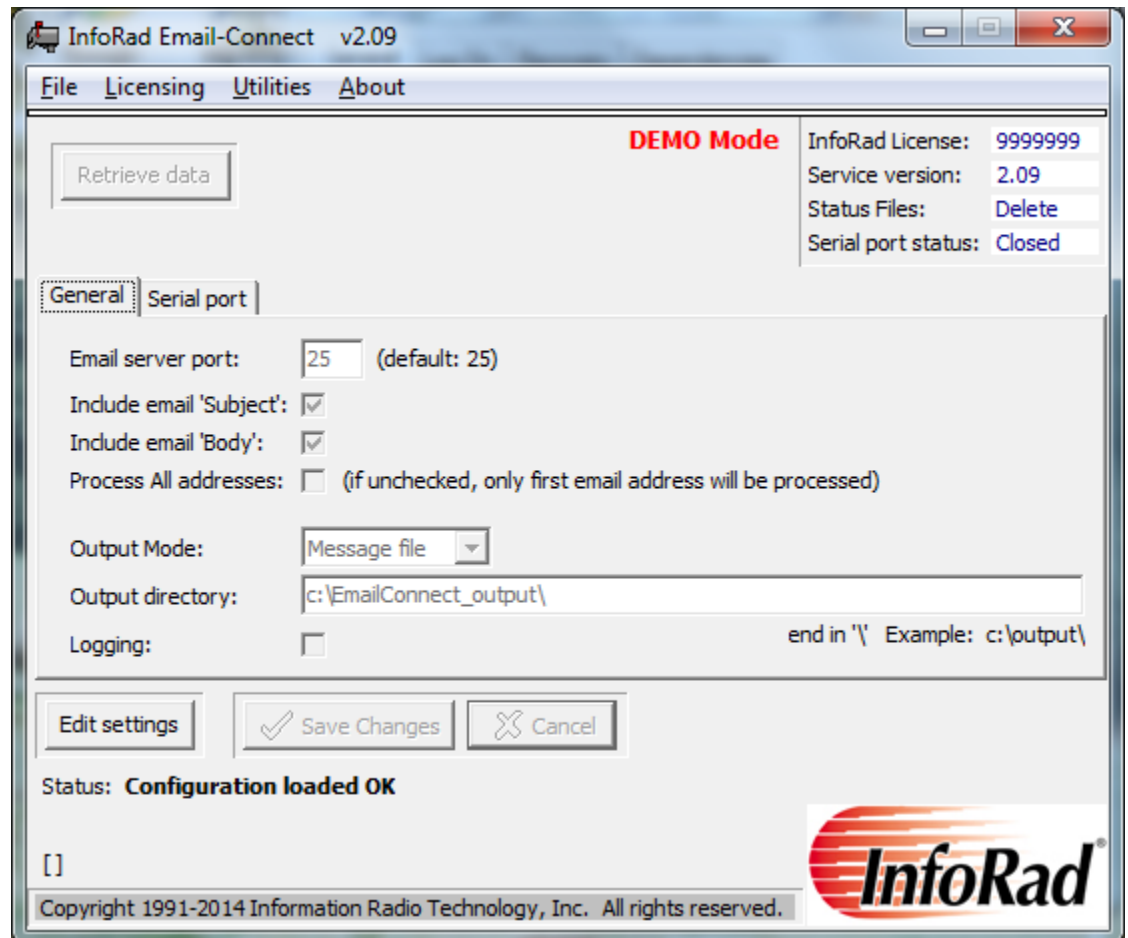 InfoRad Email-Connect v2.09
File Licensing Utilities About
Retrieve data
DEMO Mode
InfoRad License: 9999999
Service version: 2.09
Status Files: Delete
Serial port status: Closed
General Serial port
Email server port: 25 (default: 25)
Include email 'Subject':
Include email 'Body':
Process All addresses: (if unchecked, only first email address will be processed)
Output Mode: Message file
Output directory: c:\EmailConnect_output\
end in '\' Example: c:\output\
Logging:
Edit settings Save Changes Cancel
Status: Configuration loaded OK
[]
InfoRad®
Copyright 1991-2014 Information Radio Technology, Inc. All rights reserved.